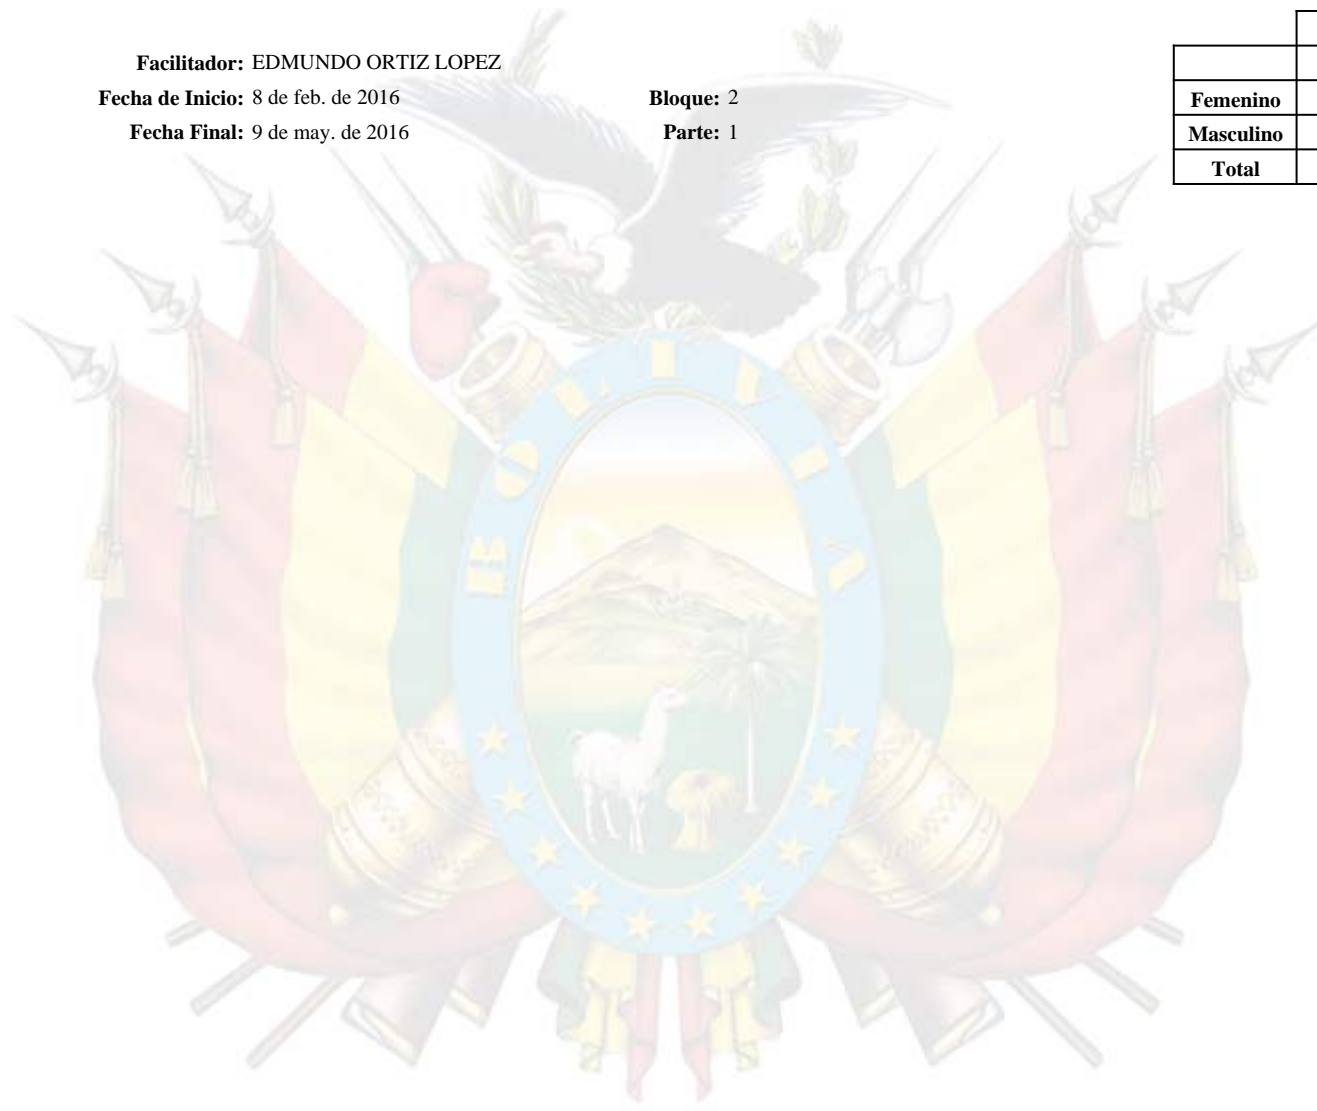 Facilitador: EDMUNDO ORTIZ LOPEZ
Fecha de Inicio: 8 de feb. de 2016 Bloque: 2
Fecha Final: 9 de may. de 2016 Parte: 1
Femenino
Masculino
Total
BOLIVIA